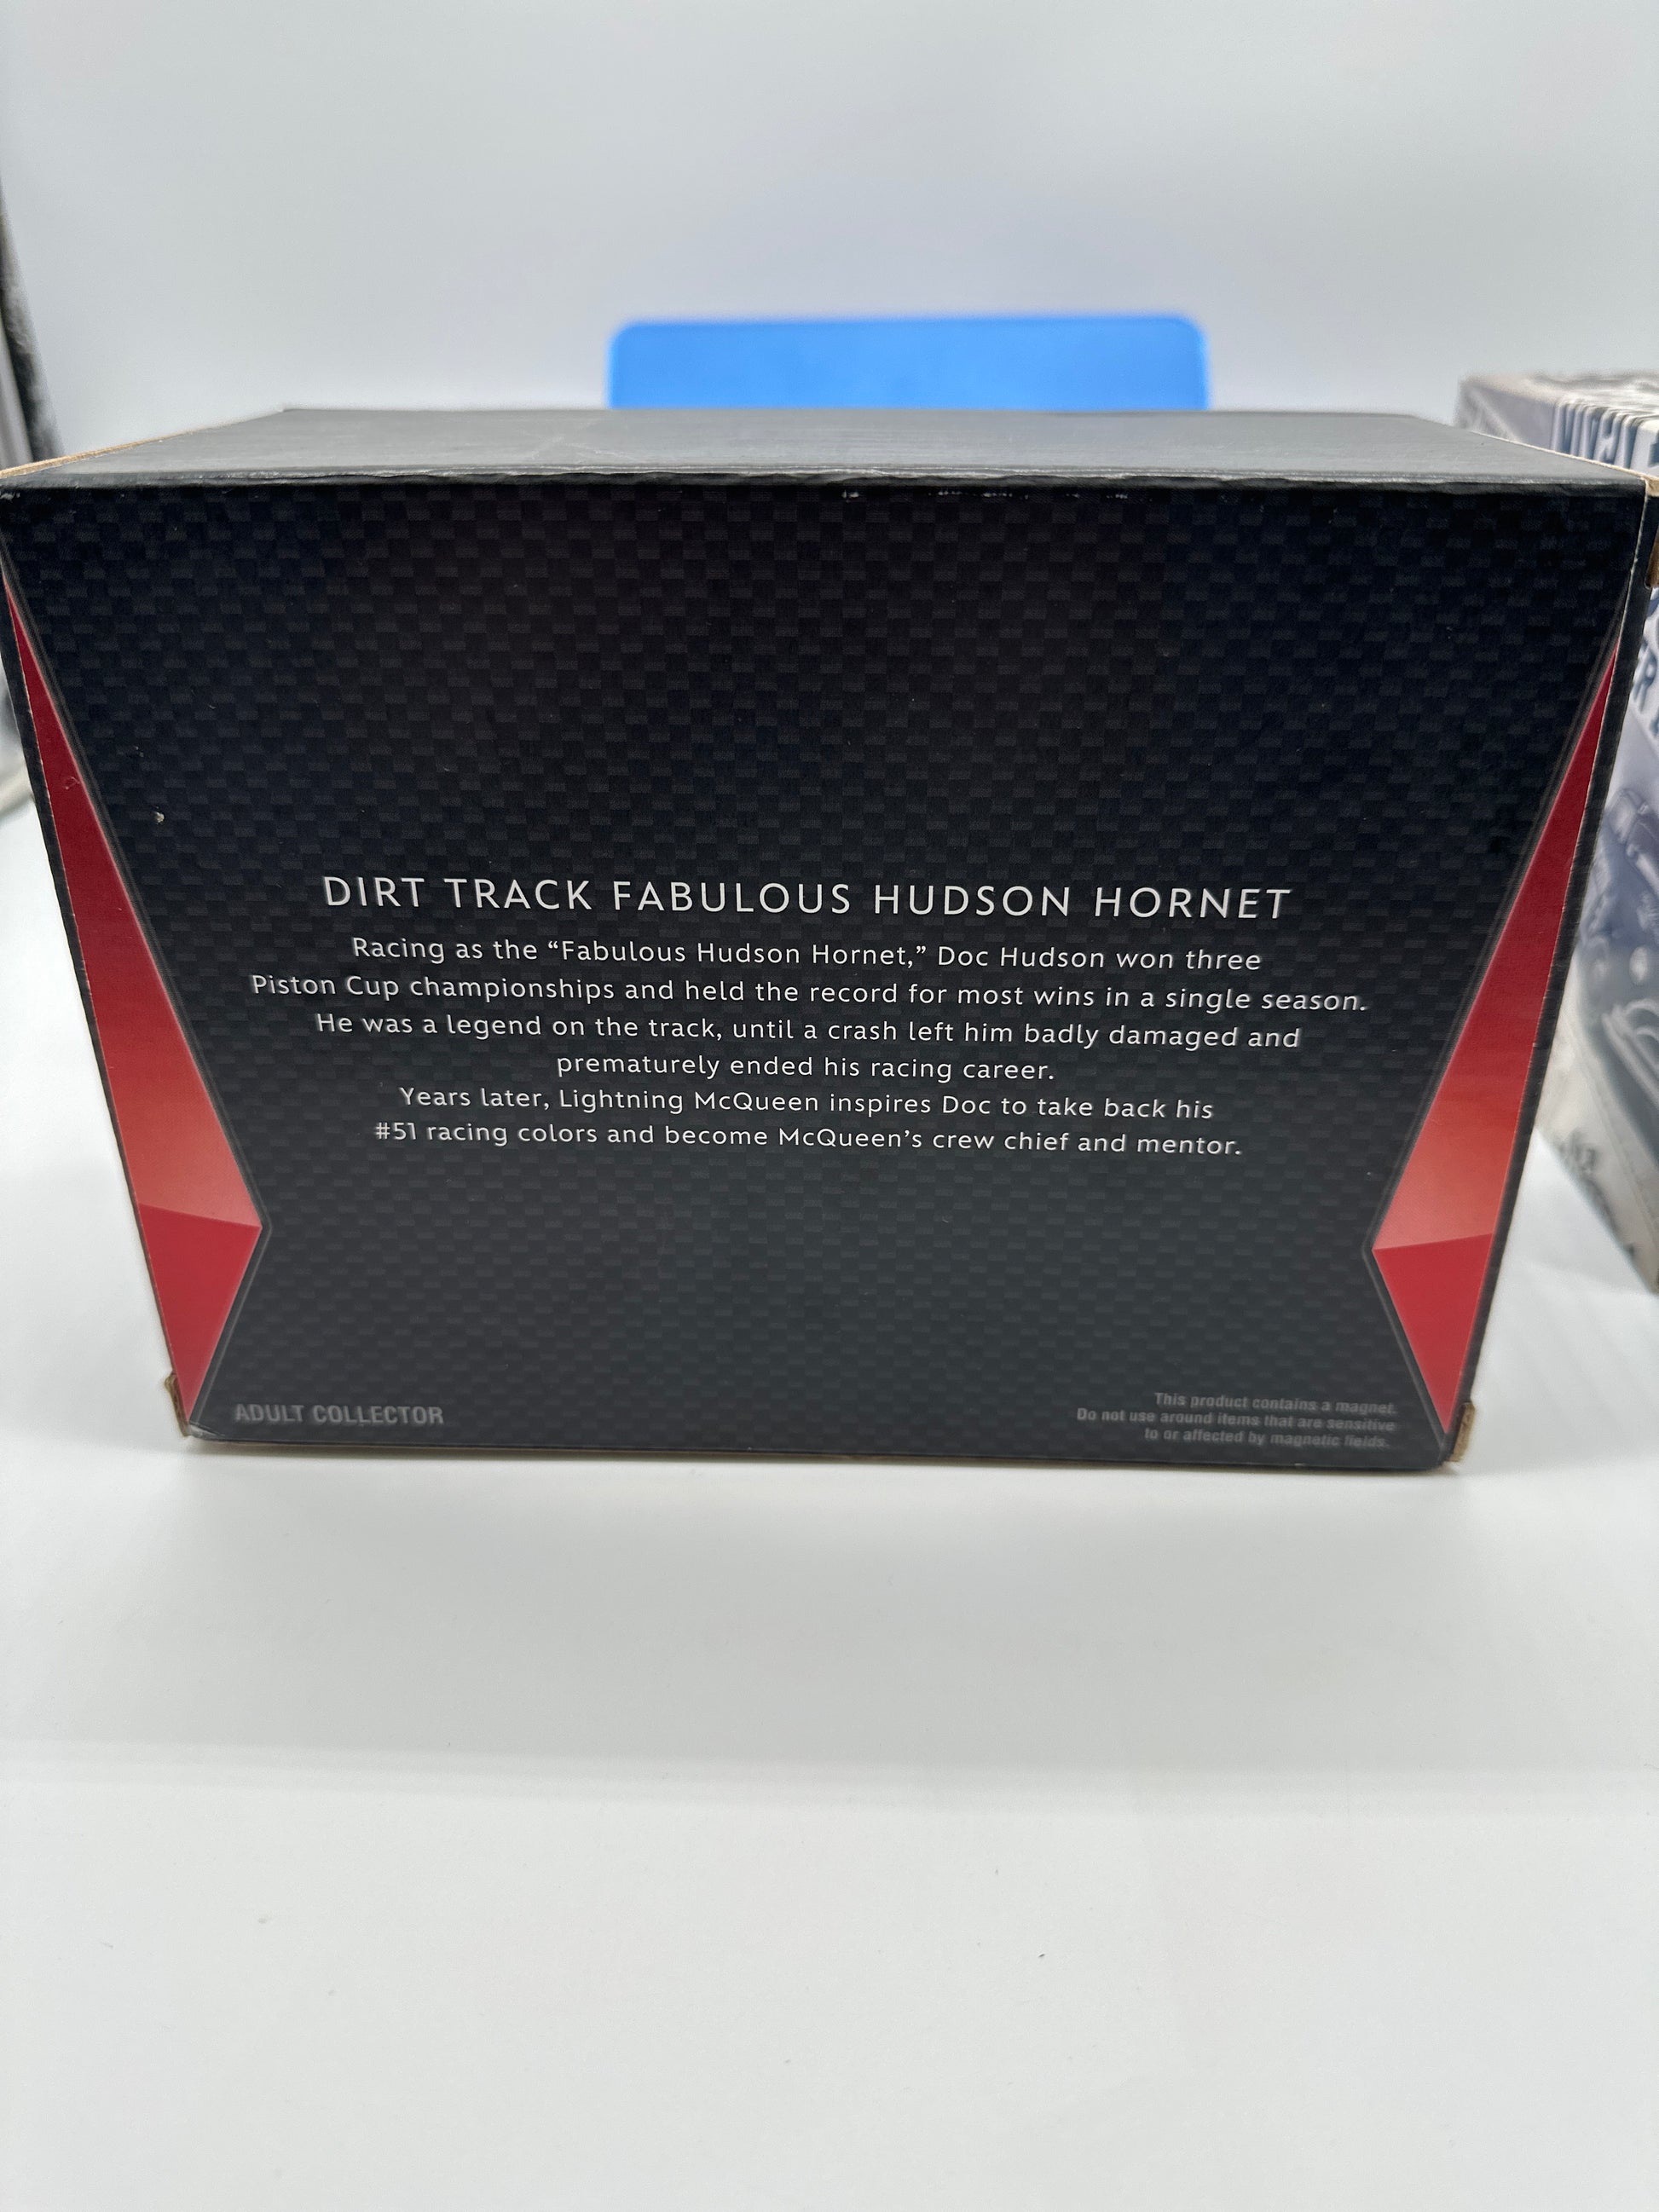 DIRT TRACK FABULOUS HUDSON HORNET
Racing as the “Fabulous Hudson Hornet,” Doc Hudson won three
Piston Cup championships and held the record for most wins in a single season.
He was a legend on the track, until a crash left him badly damaged and
prematurely ended his racing career.
Years later, Lightning McQueen inspires Doc to take back his
#51 racing colors and become McQueen’s crew chief and mentor.
ADULT COLLECTOR
This product contains a magnet.
Do not use around items that are sensitive
to or affected by magnetic fields.